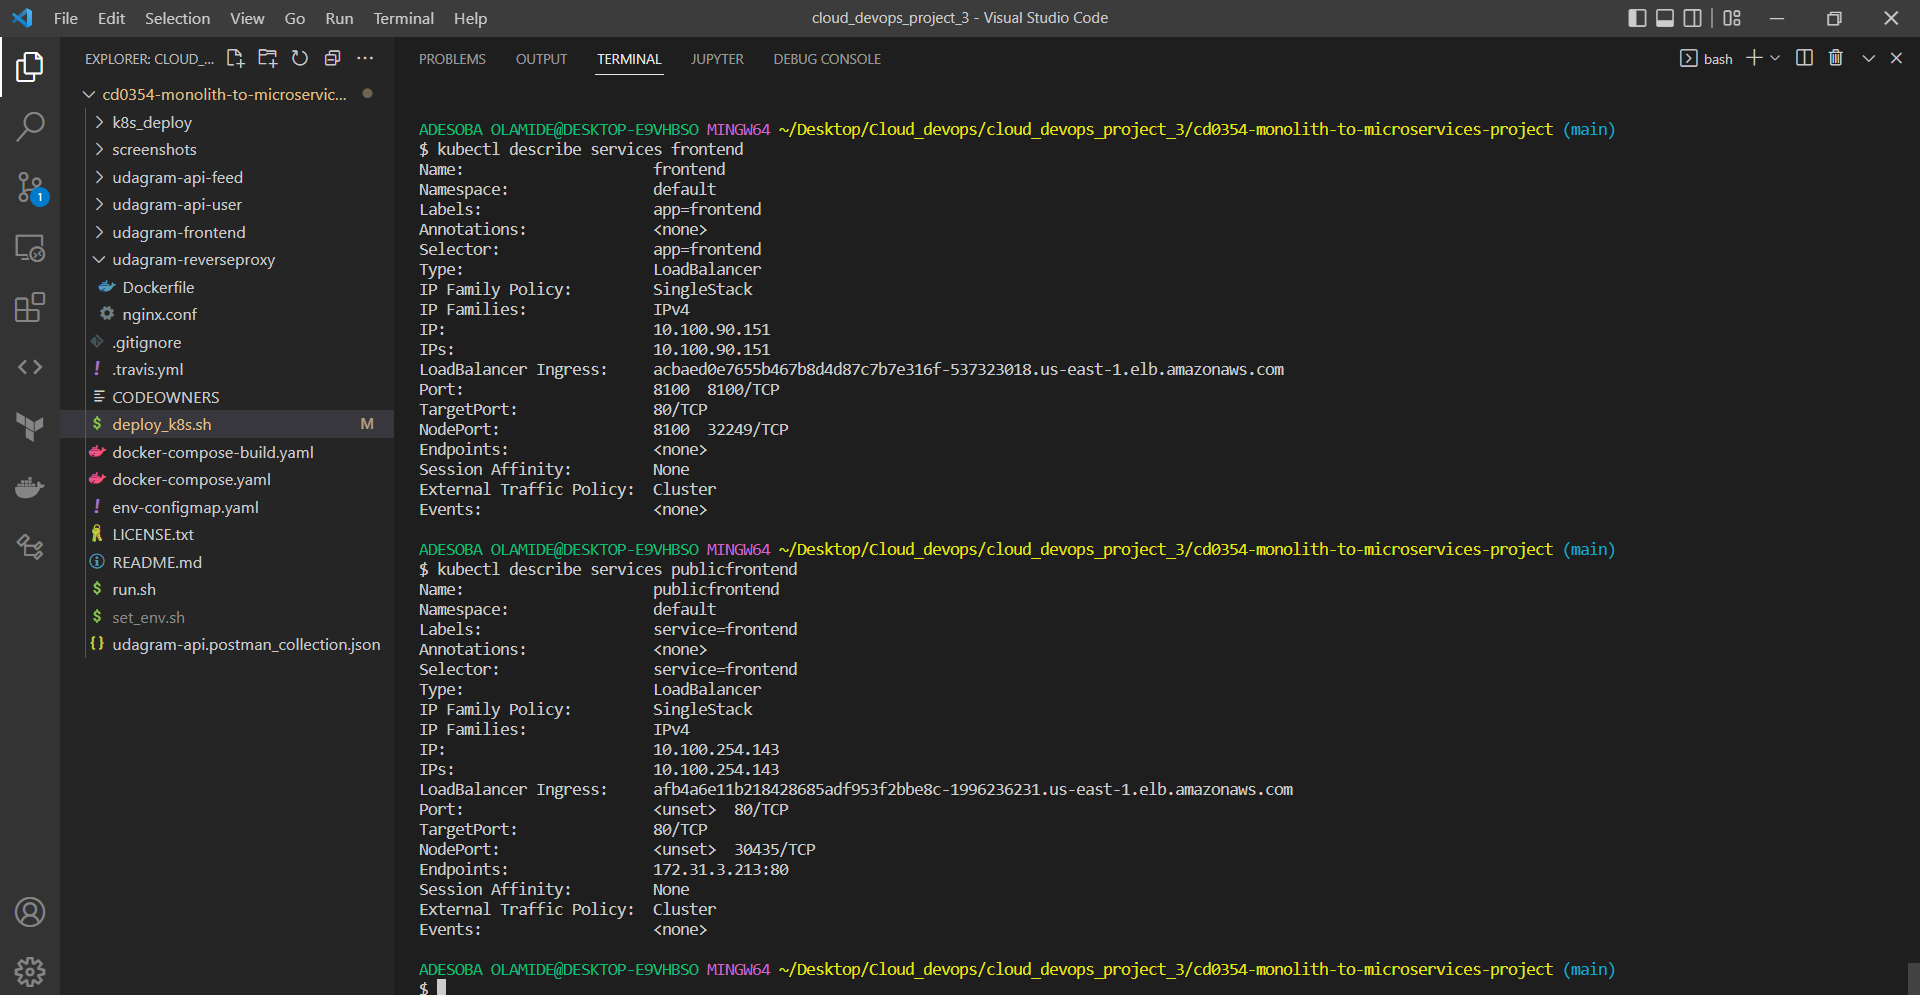 File Edit Selection View Go Run Terminal Help
cloud_devops_project_3 - Visual Studio Code
EXPLORER: CLOUD_...
cd0354-monolith-to-microservic...
k8s_deploy
screenshots
udagram-api-feed
udagram-api-user
udagram-frontend
udagram-reverseproxy
Dockerfile
nginx.conf
.gitignore
! .travis.yml
CODEOWNERS
$ deploy_k8s.sh M
docker-compose-build.yaml
docker-compose.yaml
! env-configmap.yaml
LICENSE.txt
README.md
$ run.sh
$ set_env.sh
{} udagram-api.postman_collection.json
1
PROBLEMS OUTPUT TERMINAL JUPYTER DEBUG CONSOLE
bash
ADESOBA OLAMIDE@DESKTOP-E9VHBSO MINGW64 ~/Desktop/Cloud_devops/cloud_devops_project_3/cd0354-monolith-to-microservices-project (main)
$ kubectl describe services frontend
Name: frontend
Namespace: default
Labels: app=frontend
Annotations: <none>
Selector: app=frontend
Type: LoadBalancer
IP Family Policy: SingleStack
IP Families: IPv4
IP: 10.100.90.151
IPs: 10.100.90.151
LoadBalancer Ingress: acbaed0e7655b467b8d4d87c7b7e316f-537323018.us-east-1.elb.amazonaws.com
Port: 8100 8100/TCP
TargetPort: 80/TCP
NodePort: 8100 32249/TCP
Endpoints: <none>
Session Affinity: None
External Traffic Policy: Cluster
Events: <none>
ADESOBA OLAMIDE@DESKTOP-E9VHBSO MINGW64 ~/Desktop/Cloud_devops/cloud_devops_project_3/cd0354-monolith-to-microservices-project (main)
$ kubectl describe services publicfrontend
Name: publicfrontend
Namespace: default
Labels: service=frontend
Annotations: <none>
Selector: service=frontend
Type: LoadBalancer
IP Family Policy: SingleStack
IP Families: IPv4
IP: 10.100.254.143
IPs: 10.100.254.143
LoadBalancer Ingress: afb4a6e11b218428685adf953f2bbe8c-1996236231.us-east-1.elb.amazonaws.com
Port: <unset> 80/TCP
TargetPort: 80/TCP
NodePort: <unset> 30435/TCP
Endpoints: 172.31.3.213:80
Session Affinity: None
External Traffic Policy: Cluster
Events: <none>
ADESOBA OLAMIDE@DESKTOP-E9VHBSO MINGW64 ~/Desktop/Cloud_devops/cloud_devops_project_3/cd0354-monolith-to-microservices-project (main)
$